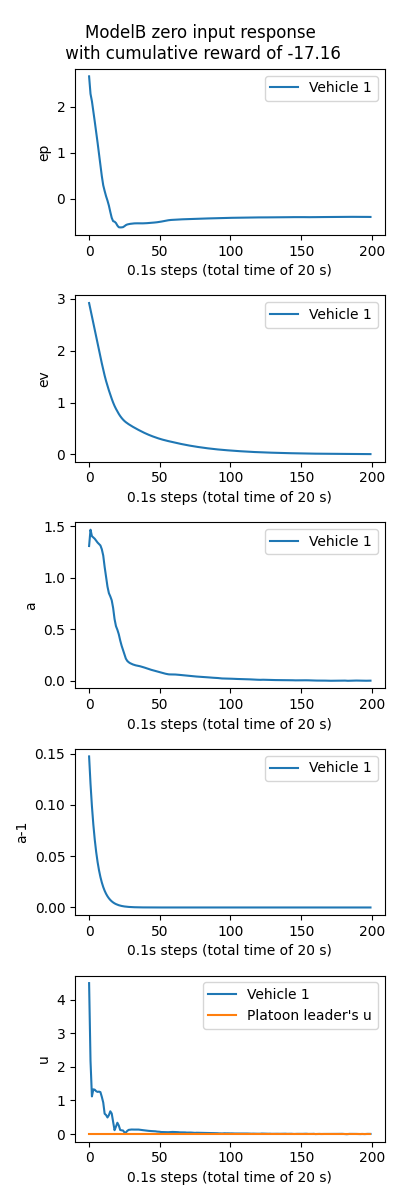 ModelB zero input response
with cumulative reward of -17.16
Vehicle 1
2
1
0
ep
0 50 100 150 200
0.1s steps (total time of 20 s)
Vehicle 1
3
2
1
0
ev
0 50 100 150 200
0.1s steps (total time of 20 s)
Vehicle 1
1.5
1.0
0.5
0.0
a
0 50 100 150 200
0.1s steps (total time of 20 s)
Vehicle 1
0.15
0.10
0.05
0.00
a-1
0 50 100 150 200
0.1s steps (total time of 20 s)
Vehicle 1
Platoon leader's u
4
3
2
1
0
u
0 50 100 150 200
0.1s steps (total time of 20 s)